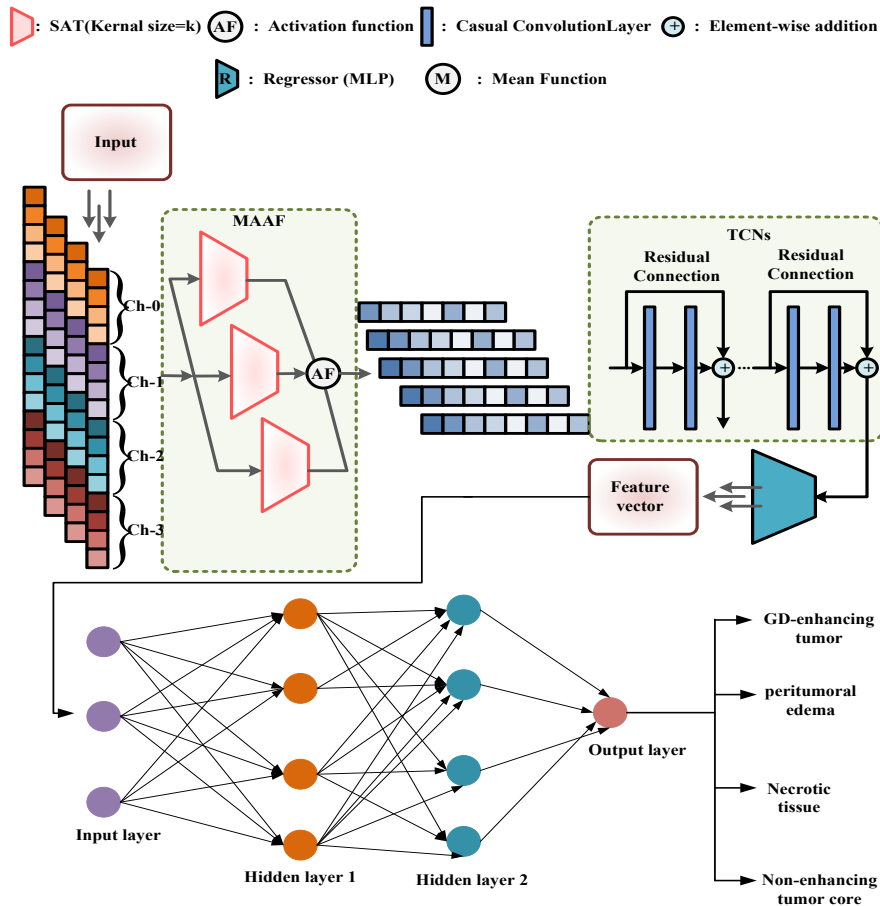 : SAT(Kernal size=k)
AF : Activation function
: Casual ConvolutionLayer
+ : Element-wise addition
R : Regressor (MLP)
M : Mean Function
Input
MAAF
TCNs
Residual
Connection
Residual
Connection
Ch-0
Ch-1
Ch-2
Ch-3
AF
+
+
Feature
vector
GD-enhancing
tumor
peritumoral
edema
Output layer
Necrotic
tissue
Input layer
Hidden layer 1
Hidden layer 2
Non-enhancing
tumor core